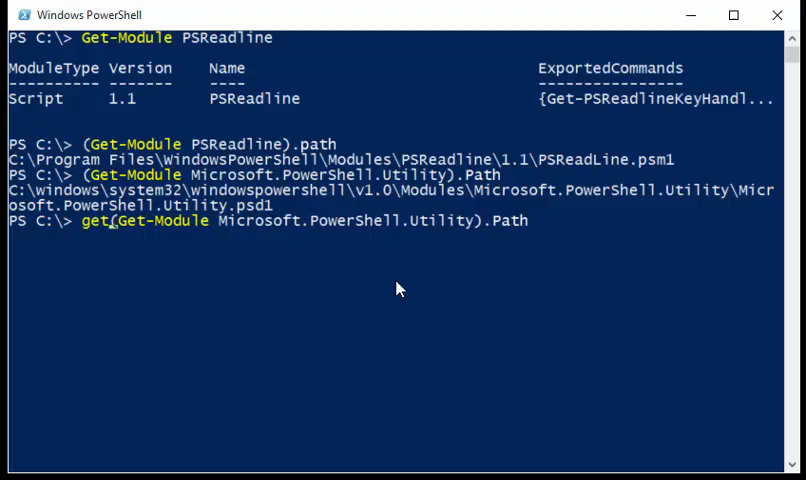 Windows PowerShell
PS C:\> Get-Module PSReadline
ModuleType Version    Name                                ExportedCommands
---------- -------    ----                                ----------------
Script     1.1        PSReadline                          {Get-PSReadlineKeyHandl...
PS C:\> (Get-Module PSReadline).path
C:\Program Files\WindowsPowerShell\Modules\PSReadline\1.1\PSReadLine.psm1
PS C:\> (Get-Module Microsoft.PowerShell.Utility).Path
C:\windows\system32\windowspowershell\v1.0\Modules\Microsoft.PowerShell.Utility\Micr
osoft.PowerShell.Utility.psd1
PS C:\> get(Get-Module Microsoft.PowerShell.Utility).Path